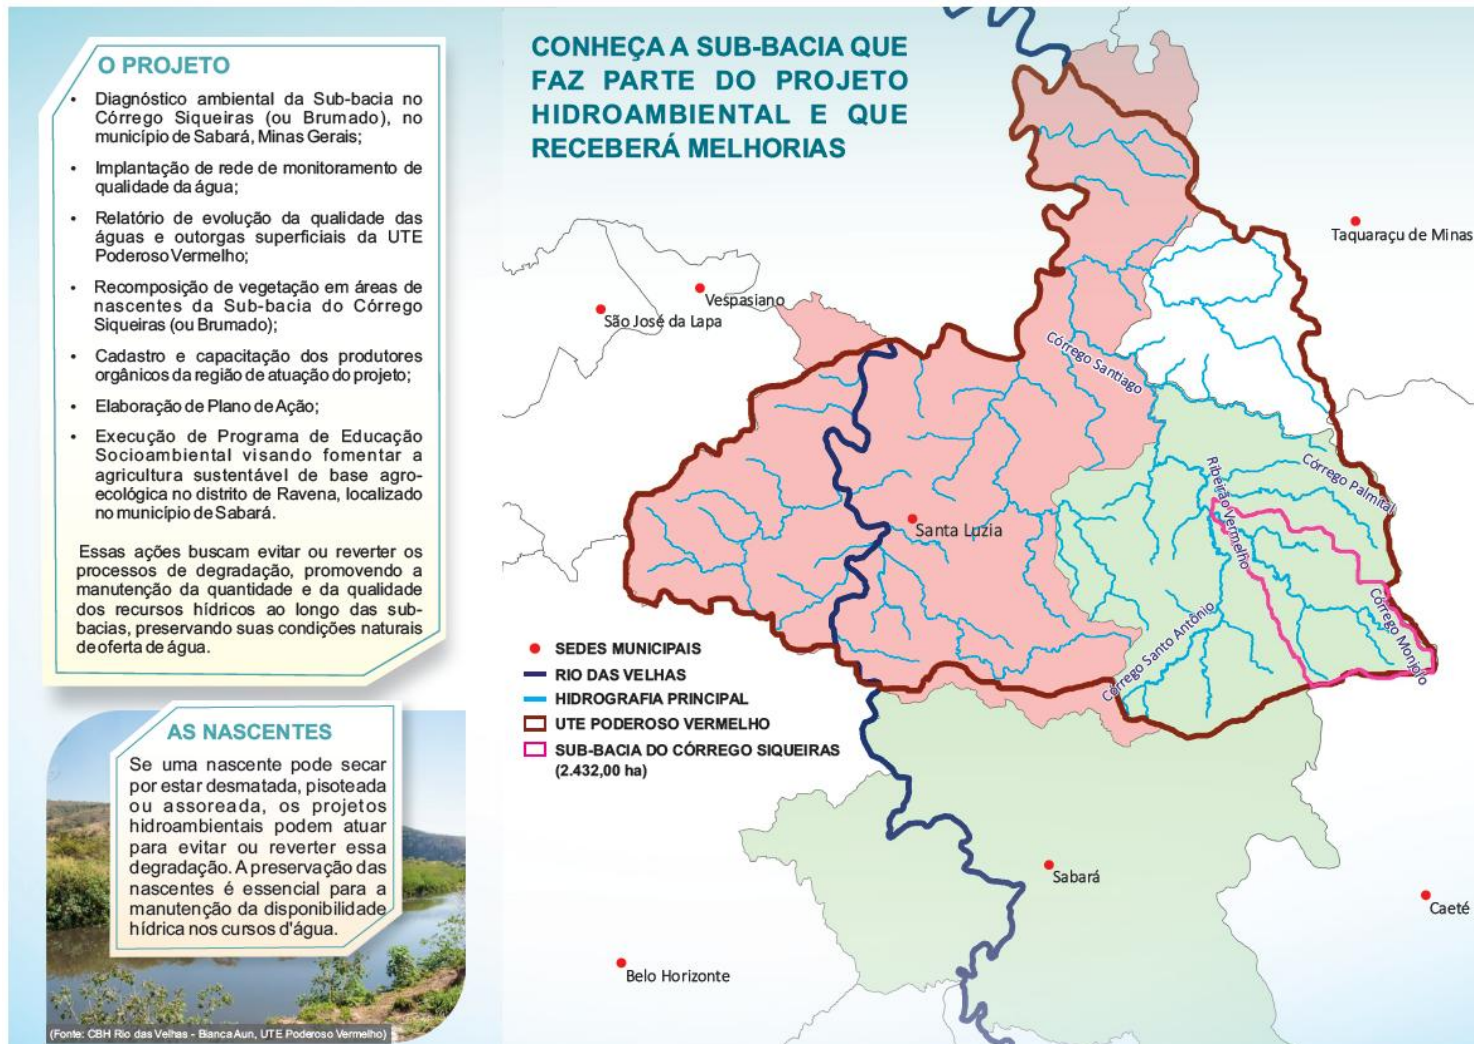 O PROJETO
• Diagnóstico ambiental da Sub-bacia no
Córrego Siqueiras (ou Brumado), no
município de Sabará, Minas Gerais;
• Implantação de rede de monitoramento de
qualidade da água;
• Relatório de evolução da qualidade das
águas e outorgas superficiais da UTE
Poderoso Vermelho;
• Recomposição de vegetação em áreas de
nascentes da Sub-bacia do Córrego
Siqueiras (ou Brumado);
• Cadastro e capacitação dos produtores
orgânicos da região de atuação do projeto;
• Elaboração de Plano de Ação;
• Execução de Programa de Educação
Socioambiental visando fomentar a
agricultura sustentável de base agro-
ecológica no distrito de Ravena, localizado
no município de Sabará.
Essas ações buscam evitar ou reverter os
processos de degradação, promovendo a
manutenção da quantidade e da qualidade
dos recursos hídricos ao longo das sub-
bacias, preservando suas condições naturais
de oferta de água.
AS NASCENTES
Se uma nascente pode secar
por estar desmatada, pisoteada
ou assoreada, os projetos
hidroambientais podem atuar
para evitar ou reverter essa
degradação. A preservação das
nascentes é essencial para a
manutenção da disponibilidade
hídrica nos cursos d'água.
(Fonte: CBH Rio das Velhas - Bianca Aun, UTE Poderoso Vermelho)
CONHEÇA A SUB-BACIA QUE
FAZ PARTE DO PROJETO
HIDROAMBIENTAL E QUE
RECEBERÁ MELHORIAS
Taquaraçu de Minas
Vespasiano
São José da Lapa
Córrego Santiago
Córrego Palmital
Ribeirão Vermelho
Santa Luzia
Córrego Monjolo
Córrego Santo Antônio
SEDES MUNICIPAIS
RIO DAS VELHAS
HIDROGRAFIA PRINCIPAL
UTE PODEROSO VERMELHO
SUB-BACIA DO CÓRREGO SIQUEIRAS
(2.432,00 ha)
Sabará
Caeté
Belo Horizonte